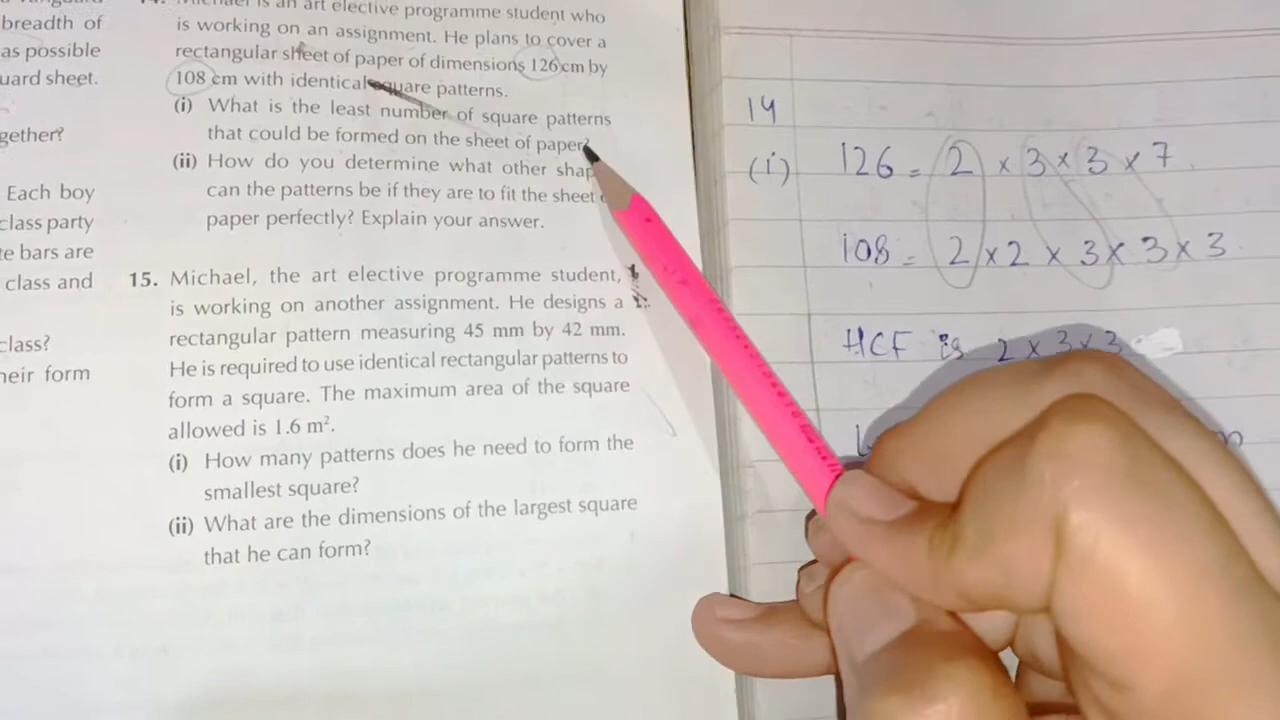 breadth of
as possible
uard sheet.
gether?
Each boy
class party
te bars are
class and
class?
heir form
is an art elective programme student who
is working on an assignment. He plans to cover a
rectangular sheet of paper of dimensions 126 cm by
108 cm with identical square patterns.
(i) What is the least number of square patterns
that could be formed on the sheet of paper?
(ii) How do you determine what other shap
can the patterns be if they are to fit the sheet
paper perfectly? Explain your answer.
15. Michael, the art elective programme student,
is working on another assignment. He designs a
rectangular pattern measuring 45 mm by 42 mm.
He is required to use identical rectangular patterns to
form a square. The maximum area of the square
allowed is 1.6 m².
(i) How many patterns does he need to form the
smallest square?
(ii) What are the dimensions of the largest square
that he can form?
14
(i) 126 = 2 × 3 × 3 × 7
108 = 2 × 2 × 3 × 3 × 3
HCF is 2 × 3 × 3